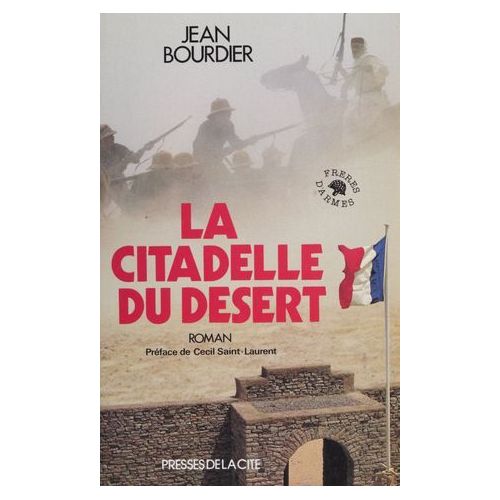 JEAN
BOURDIER
FRERES
D'ARMES
LA
CITADELLE
DU DESERT
ROMAN
Préface de Cecil Saint-Laurent
PRESSES DE LA CITE